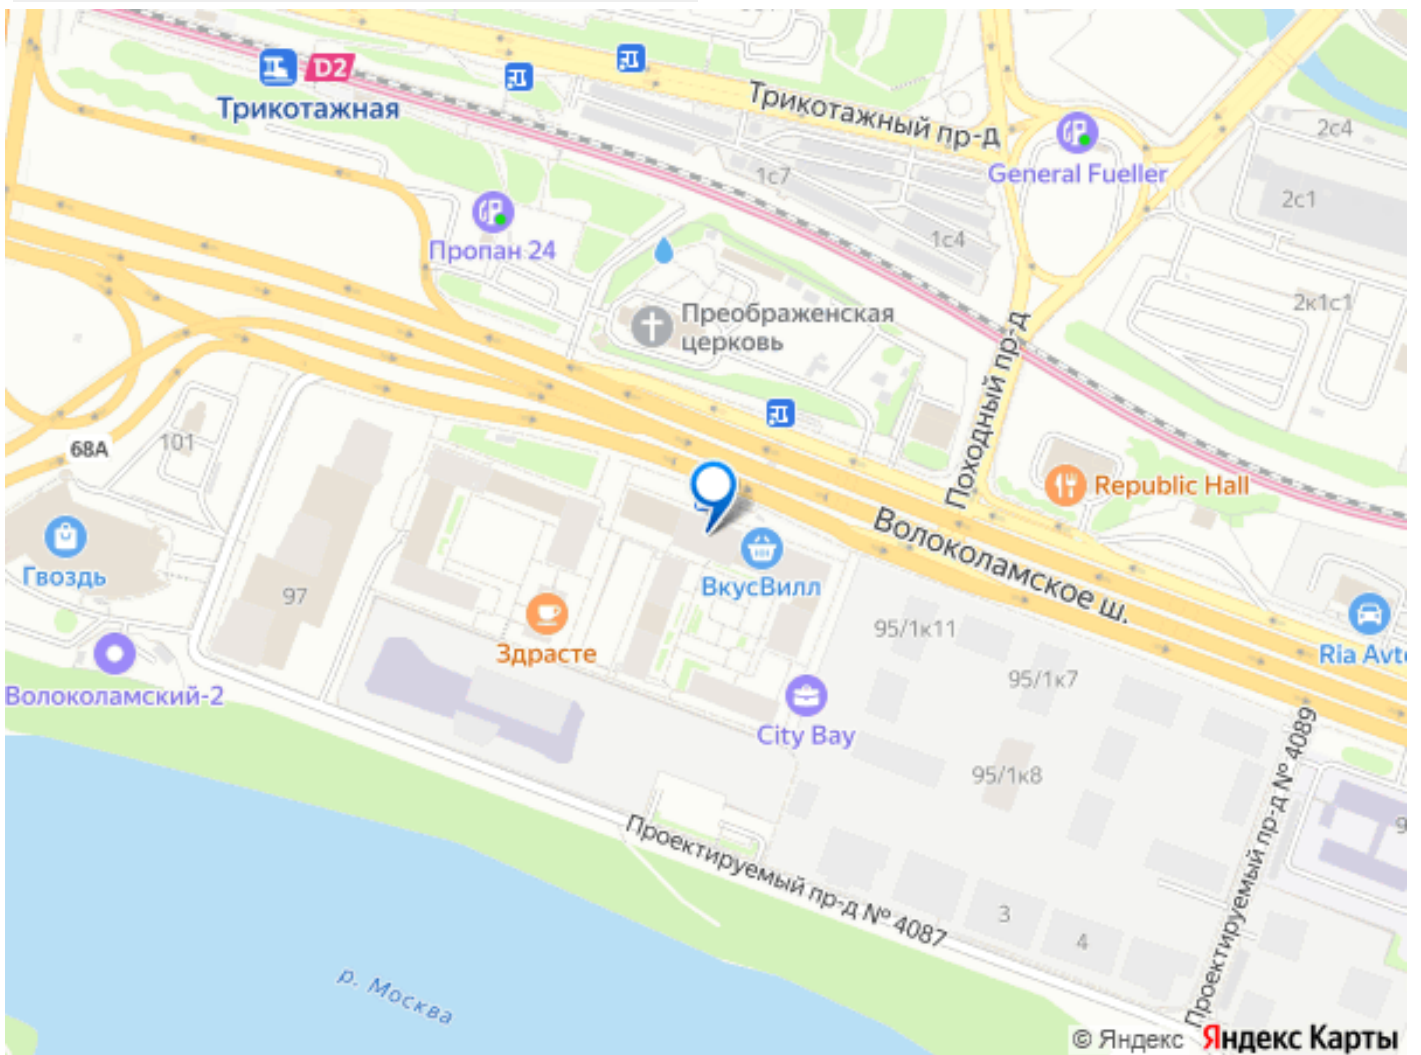 D2
Трикотажная
Трикотажный пр-д
2с4
General Fueller
1с7
2с1
Пропан 24
1с4
2к1с1
Преображенская
церковь
Походный пр-д
101
68А
Republic Hall
Волоколамское ш.
Гвоздь
ВкусВилл
97
95/1к11
Здрасте
Ria Avto
95/1к7
Волоколамский-2
City Bay
95/1к8
Проектируемый пр-д № 4089
9
Проектируемый пр-д № 4087
3
4
р. Москва
© Яндекс Яндекс Карты